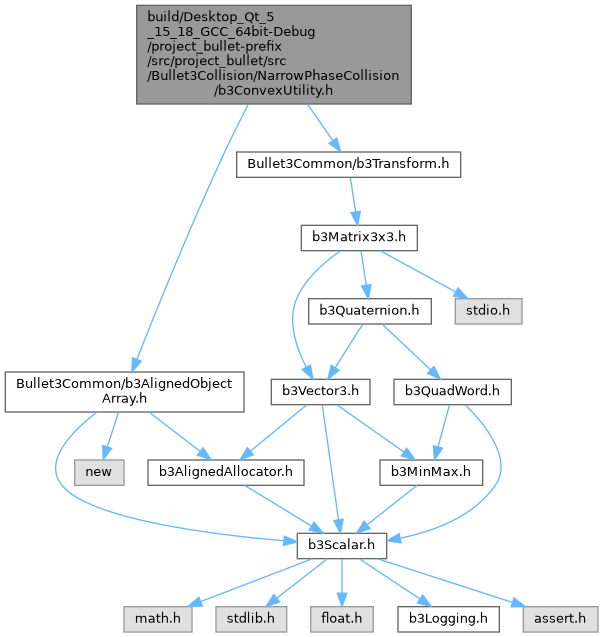 build/Desktop_Qt_5
_15_18_GCC_64bit-Debug
/project_bullet-prefix
/src/project_bullet/src
/Bullet3Collision/NarrowPhaseCollision
/b3ConvexUtility.h
Bullet3Common/b3Transform.h
b3Matrix3x3.h
b3Quaternion.h
stdio.h
Bullet3Common/b3AlignedObject
Array.h
b3Vector3.h
b3QuadWord.h
new
b3AlignedAllocator.h
b3MinMax.h
b3Scalar.h
math.h
stdlib.h
float.h
b3Logging.h
assert.h